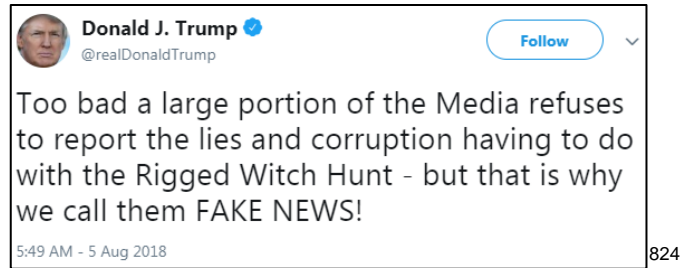 Donald J. Trump
@realDonaldTrump
Follow
Too bad a large portion of the Media refuses
to report the lies and corruption having to do
with the Rigged Witch Hunt - but that is why
we call them FAKE NEWS!
5:49 AM - 5 Aug 2018
824